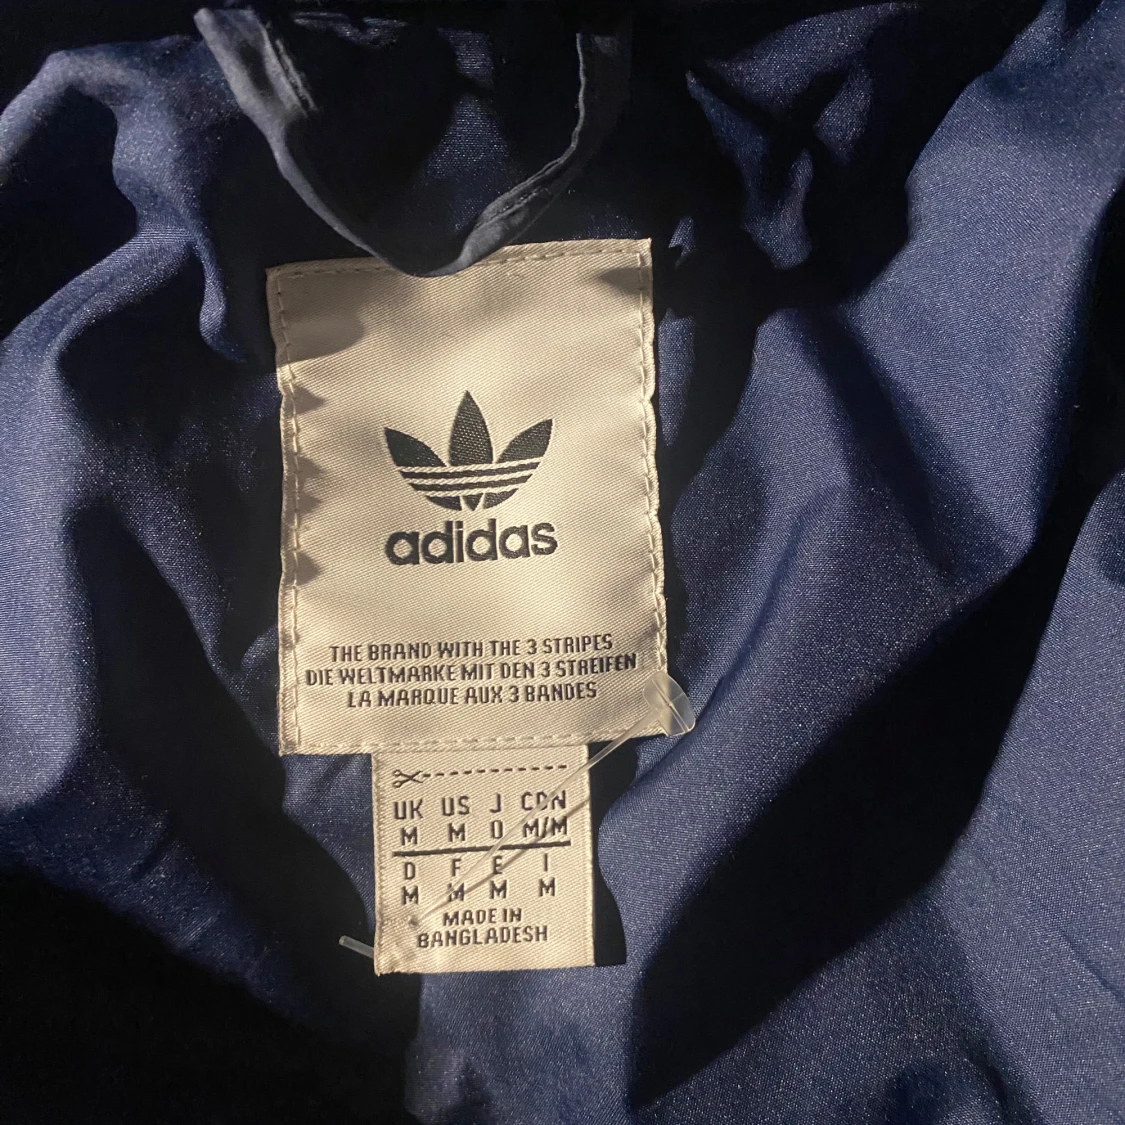 adidas
THE BRAND WITH THE 3 STRIPES
DIE WELTMARKE MIT DEN 3 STREIFEN
LA MARQUE AUX 3 BANDES
UK US J CDN
M M O M/M
D F E I
M M M M
MADE IN
BANGLADESH